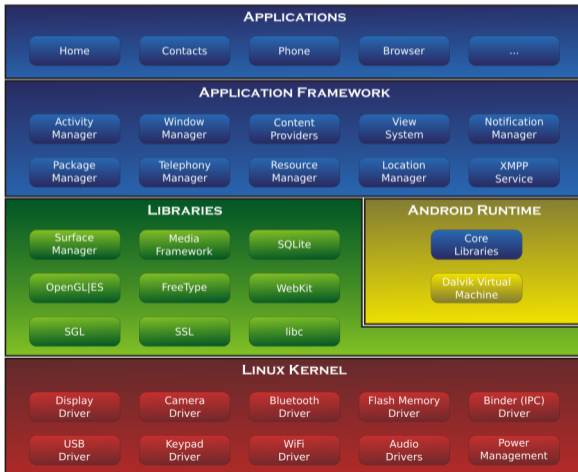 APPLICATIONS
Home
Contacts
Phone
Browser
...
APPLICATION FRAMEWORK
Activity
Manager
Window
Manager
Content
Providers
View
System
Notification
Manager
Package
Manager
Telephony
Manager
Resource
Manager
Location
Manager
XMPP
Service
LIBRARIES
Surface
Manager
Media
Framework
SQLite
OpenGL|ES
FreeType
WebKit
SGL
SSL
libc
ANDROID RUNTIME
Core
Libraries
Dalvik Virtual
Machine
LINUX KERNEL
Display
Driver
Camera
Driver
Bluetooth
Driver
Flash Memory
Driver
Binder (IPC)
Driver
USB
Driver
Keypad
Driver
WiFi
Driver
Audio
Drivers
Power
Management